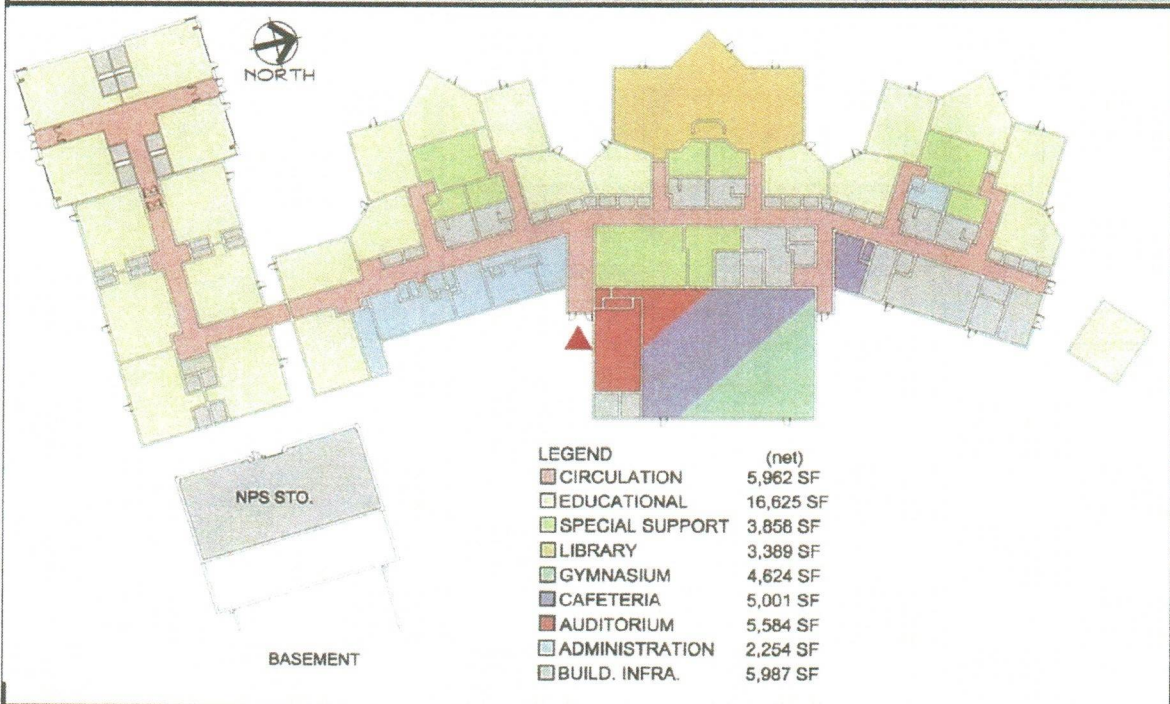 NORTH
NPS STO.
BASEMENT
LEGEND (net)
CIRCULATION 5,962 SF
EDUCATIONAL 16,625 SF
SPECIAL SUPPORT 3,858 SF
LIBRARY 3,389 SF
GYMNASIUM 4,624 SF
CAFETERIA 5,001 SF
AUDITORIUM 5,584 SF
ADMINISTRATION 2,254 SF
BUILD. INFRA. 5,987 SF